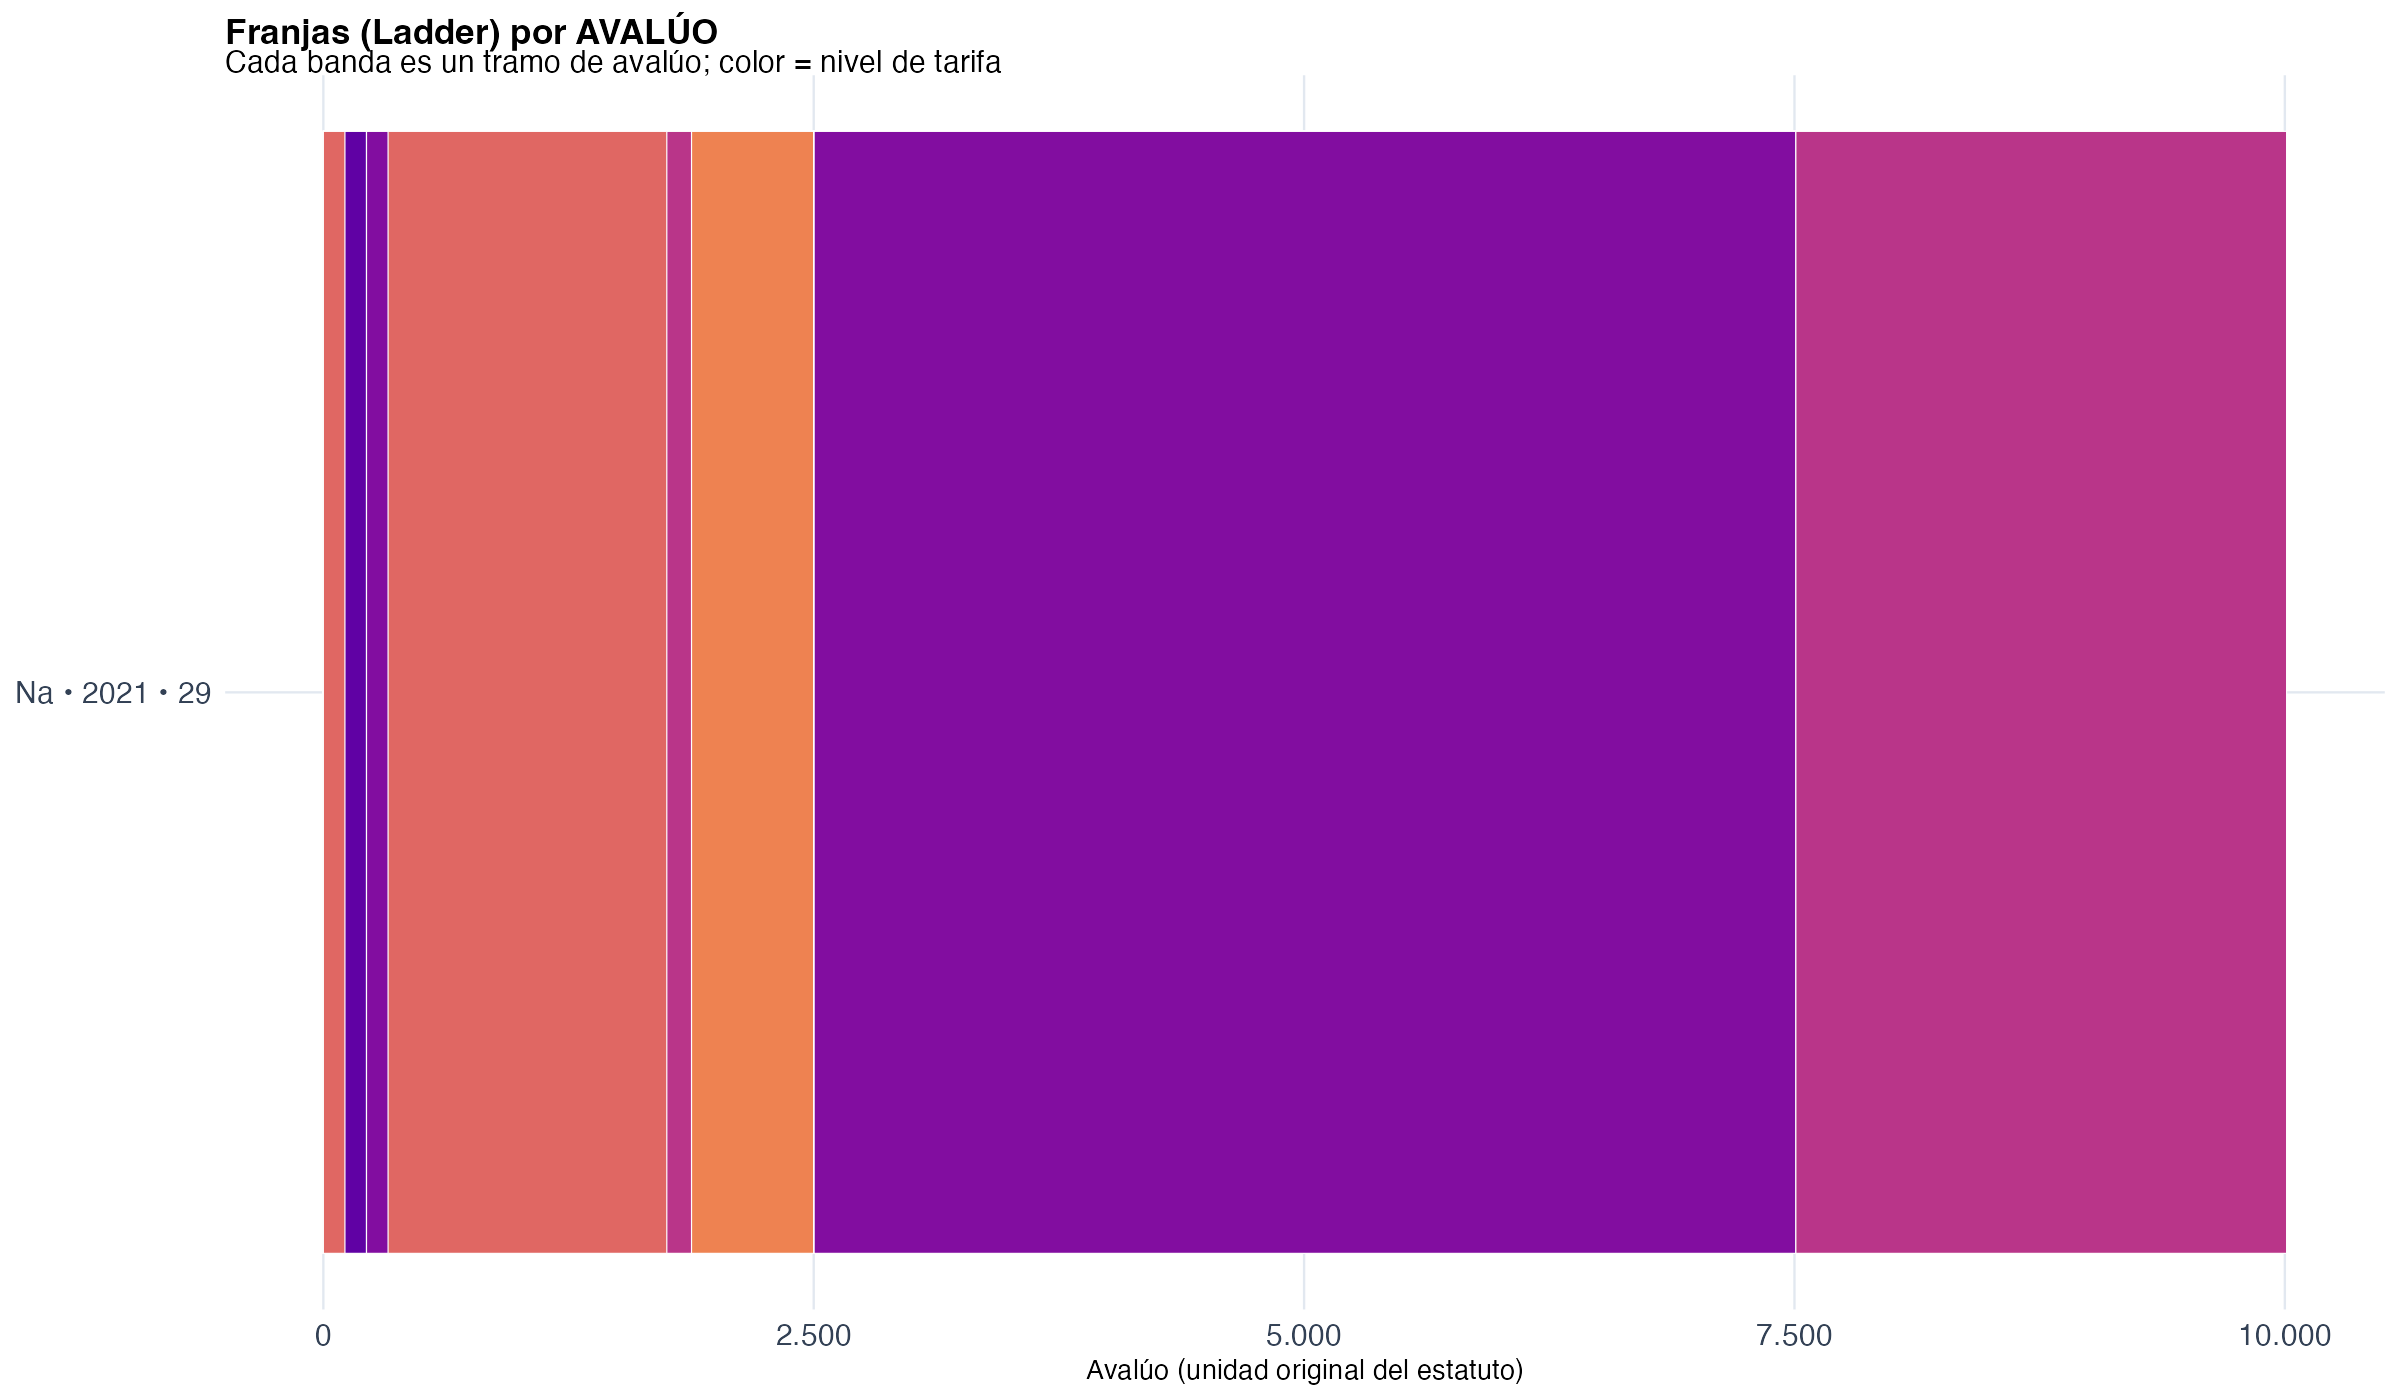 Franjas (Ladder) por AVALÚO
Cada banda es un tramo de avalúo; color = nivel de tarifa
Na • 2021 • 29
0 2.500 5.000 7.500 10.000
Avalúo (unidad original del estatuto)